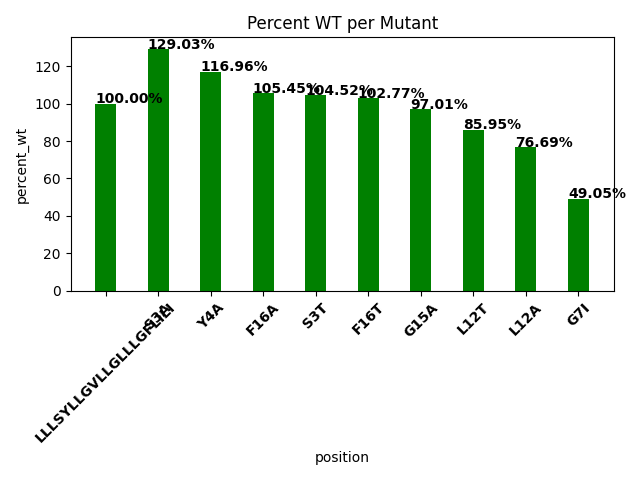 Percent WT per Mutant
percent_wt
120
100
80
60
40
20
0
100.00%
129.03%
116.96%
105.45%
104.52%
102.77%
97.01%
85.95%
76.69%
49.05%
LLLSYLLGVLLGLLLGFLILI
S3A
Y4A
F16A
S3T
F16T
G15A
L12T
L12A
G7I
position